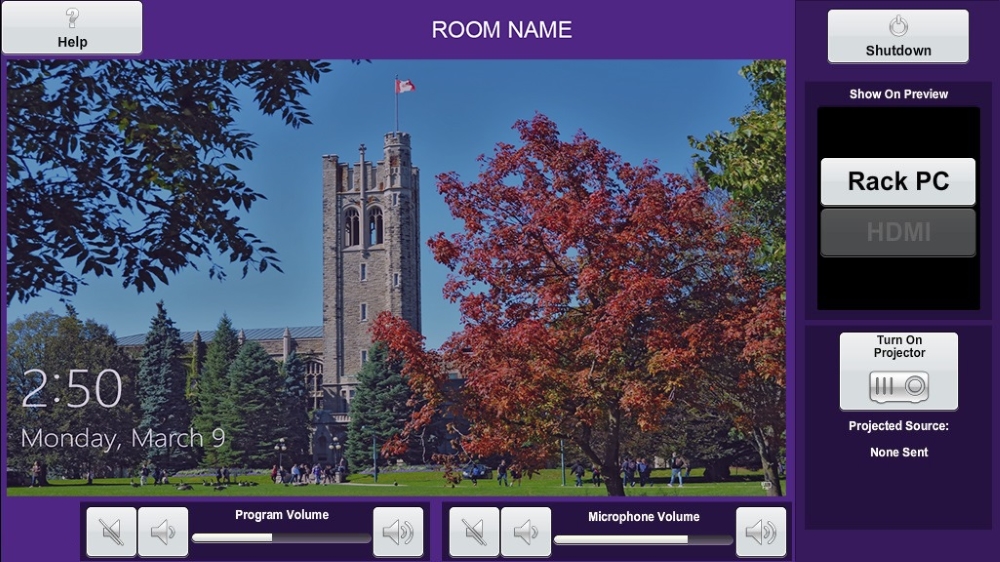 Help
ROOM NAME
Shutdown
Show On Preview
Rack PC
HDMI
Turn On
Projector
Projected Source:
None Sent
2:50
Monday, March 9
Program Volume
Microphone Volume